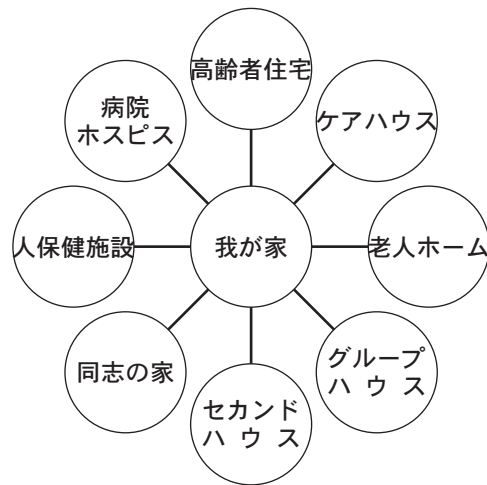 高齢者住宅
ケアハウス
老人ホーム
グループ
ハウス
セカンド
ハウス
同志の家
人保健施設
病院
ホスピス
我が家